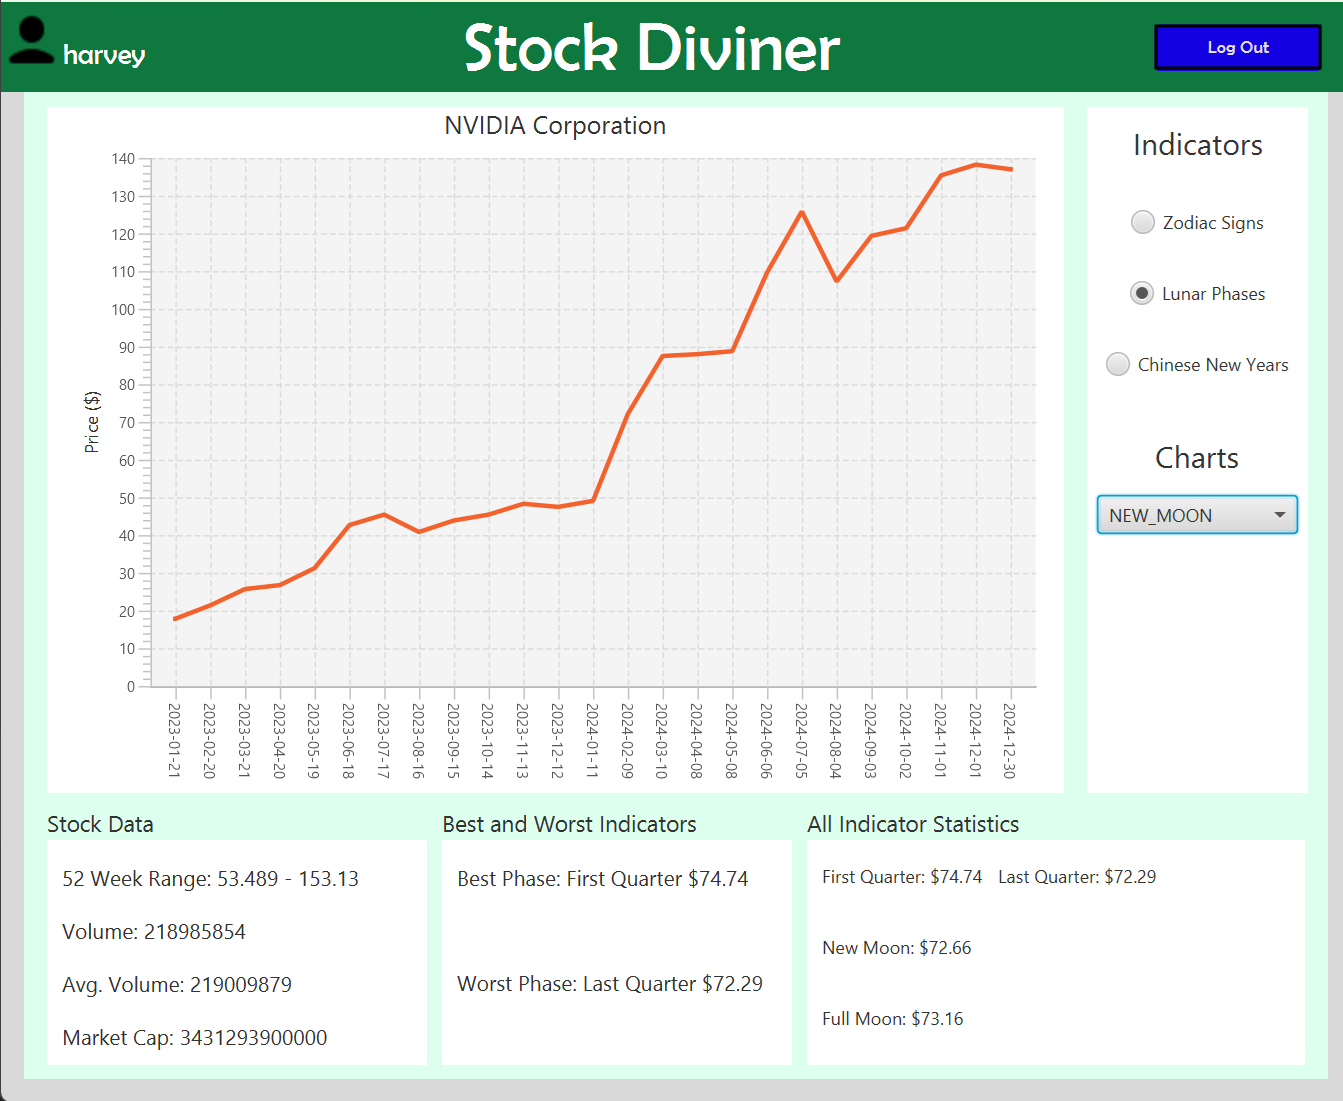 harvey
Stock Diviner
Log Out
NVIDIA Corporation
Price ($)
140
130
120
110
100
90
80
70
60
50
40
30
20
10
0
2023-01-21
2023-02-20
2023-03-21
2023-04-20
2023-05-19
2023-06-18
2023-07-17
2023-08-16
2023-09-15
2023-10-14
2023-11-13
2023-12-12
2024-01-11
2024-02-09
2024-03-10
2024-04-08
2024-05-08
2024-06-06
2024-07-05
2024-08-04
2024-09-03
2024-10-02
2024-11-01
2024-12-01
2024-12-30
Indicators
Zodiac Signs
Lunar Phases
Chinese New Years
Charts
NEW_MOON
Stock Data
52 Week Range: 53.489 - 153.13
Volume: 218985854
Avg. Volume: 219009879
Market Cap: 3431293900000
Best and Worst Indicators
Best Phase: First Quarter $74.74
Worst Phase: Last Quarter $72.29
All Indicator Statistics
First Quarter: $74.74 Last Quarter: $72.29
New Moon: $72.66
Full Moon: $73.16